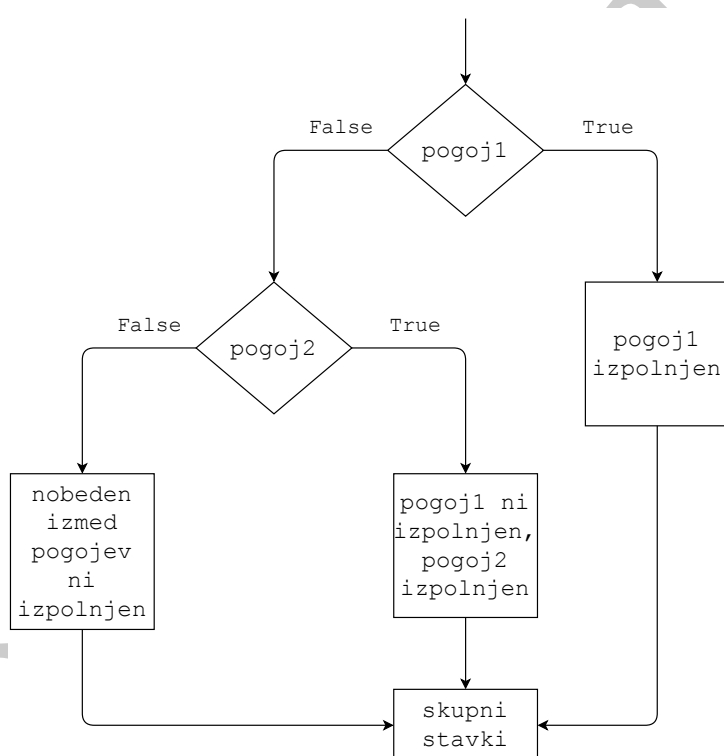 False
True
pogoj1
False
True
pogoj2
pogoj1
izpolnjen
nobeden
izmed
pogojev
ni
izpolnjen
pogoj1 ni
izpolnjen,
pogoj2
izpolnjen
skupni
stavki